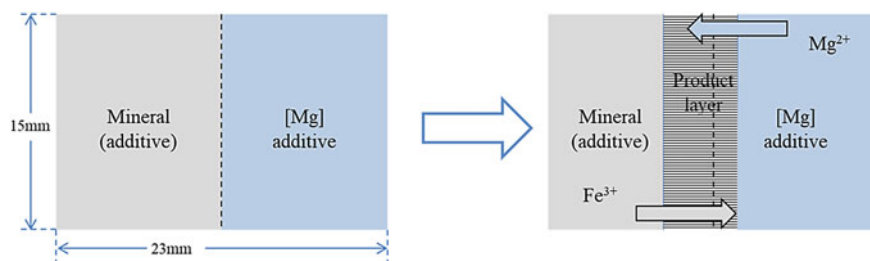 15mm
Mineral
(additive)
[Mg]
additive
23mm
Mg²⁺
Product
layer
Mineral
(additive)
[Mg]
additive
Fe³⁺